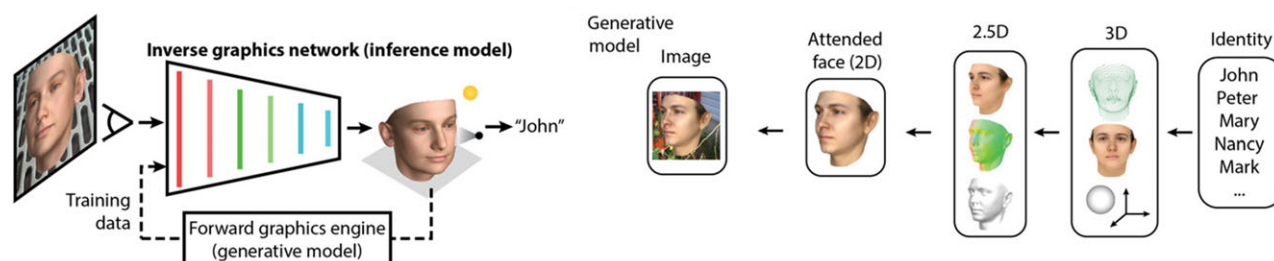 Inverse graphics network (inference model)
"John"
Training
data
Forward graphics engine
(generative model)
Generative
model
Image
Attended
face (2D)
2.5D
3D
Identity
John
Peter
Mary
Nancy
Mark
...